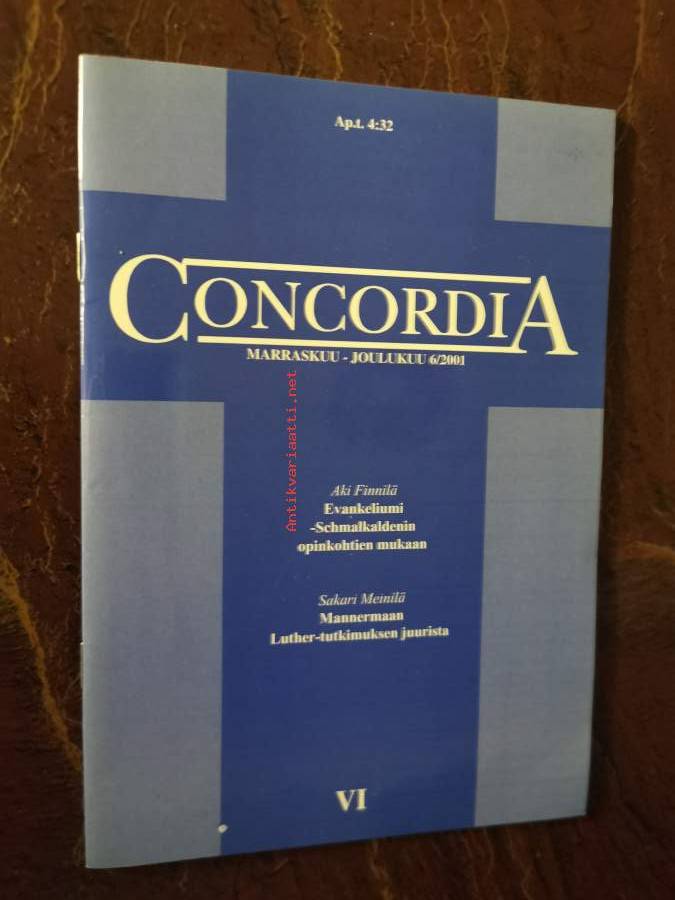 Ap.t. 4:32
CONCORDIA
MARRASKUU - JOULUKUU 6/2001
Antikvariaatti.net
Aki Finnilä
Evankeliumi
-Schmalkaldenin
opinkohtien mukaan
Sakari Meinilä
Mannermaan
Luther-tutkimuksen juurista
VI